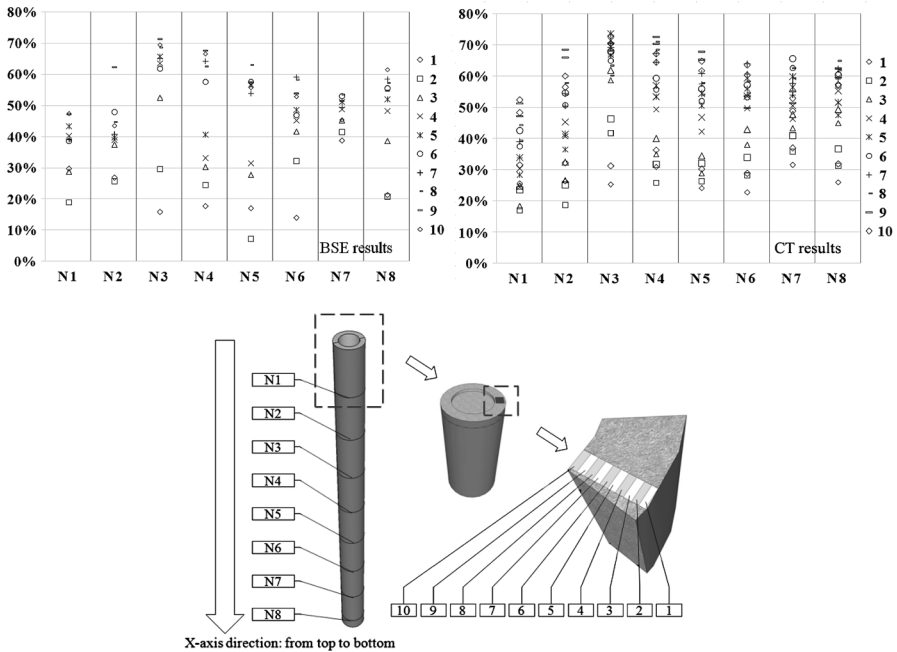 80%
70%
60%
50%
40%
30%
20%
10%
0%
N1 N2 N3 N4 N5 N6 N7 N8
BSE results
1
2
3
4
5
6
7
8
9
10
80%
70%
60%
50%
40%
30%
20%
10%
0%
N1 N2 N3 N4 N5 N6 N7 N8
CT results
1
2
3
4
5
6
7
8
9
10
N1
N2
N3
N4
N5
N6
N7
N8
10 9 8 7 6 5 4 3 2 1
X-axis direction: from top to bottom